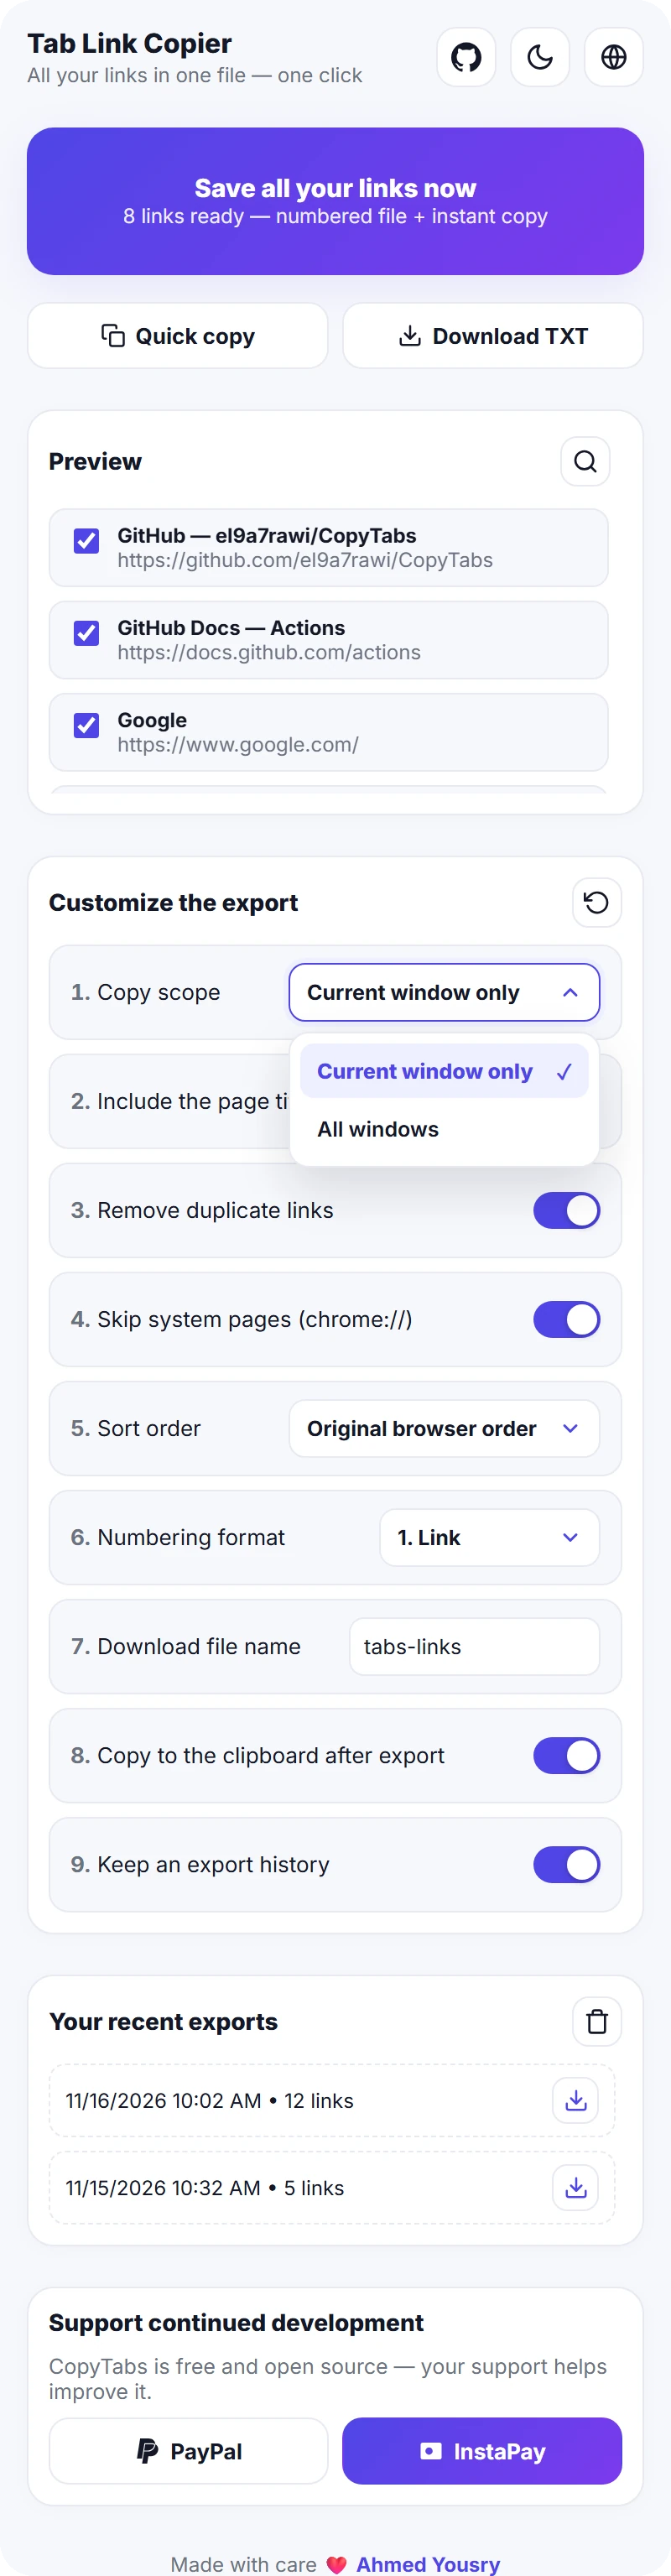 Tab Link Copier
All your links in one file — one click
Save all your links now
8 links ready — numbered file + instant copy
Quick copy
Download TXT
Preview
GitHub — el9a7rawi/CopyTabs
https://github.com/el9a7rawi/CopyTabs
GitHub Docs — Actions
https://docs.github.com/actions
Google
https://www.google.com/
Customize the export
1. Copy scope
Current window only
Current window only ✓
All windows
2. Include the page ti
3. Remove duplicate links
4. Skip system pages (chrome://)
5. Sort order
Original browser order
6. Numbering format
1. Link
7. Download file name
tabs-links
8. Copy to the clipboard after export
9. Keep an export history
Your recent exports
11/16/2026 10:02 AM • 12 links
11/15/2026 10:32 AM • 5 links
Support continued development
CopyTabs is free and open source — your support helps
improve it.
PayPal
InstaPay
Made with care ❤️ Ahmed Yousry